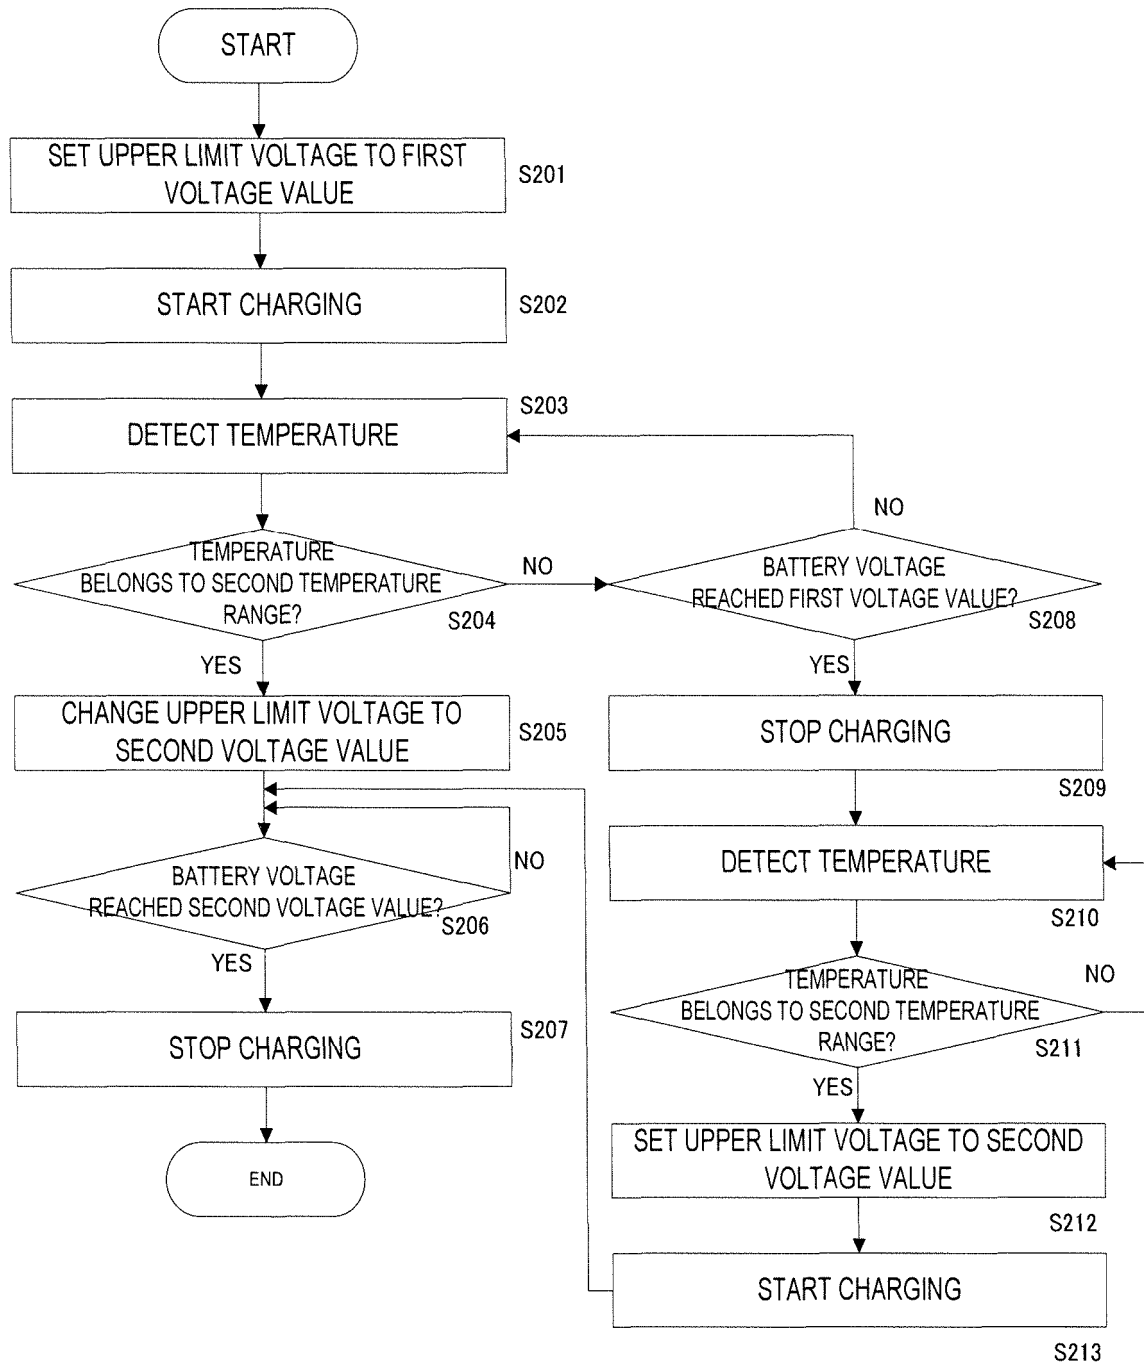 START
SET UPPER LIMIT VOLTAGE TO FIRST
VOLTAGE VALUE
S201
START CHARGING
S202
DETECT TEMPERATURE
S203
TEMPERATURE
BELONGS TO SECOND TEMPERATURE
RANGE?
S204
NO
YES
CHANGE UPPER LIMIT VOLTAGE TO
SECOND VOLTAGE VALUE
S205
BATTERY VOLTAGE
REACHED SECOND VOLTAGE VALUE?
S206
NO
YES
STOP CHARGING
S207
END
BATTERY VOLTAGE
REACHED FIRST VOLTAGE VALUE?
S208
NO
YES
STOP CHARGING
S209
DETECT TEMPERATURE
S210
TEMPERATURE
BELONGS TO SECOND TEMPERATURE
RANGE?
S211
NO
YES
SET UPPER LIMIT VOLTAGE TO SECOND
VOLTAGE VALUE
S212
START CHARGING
S213